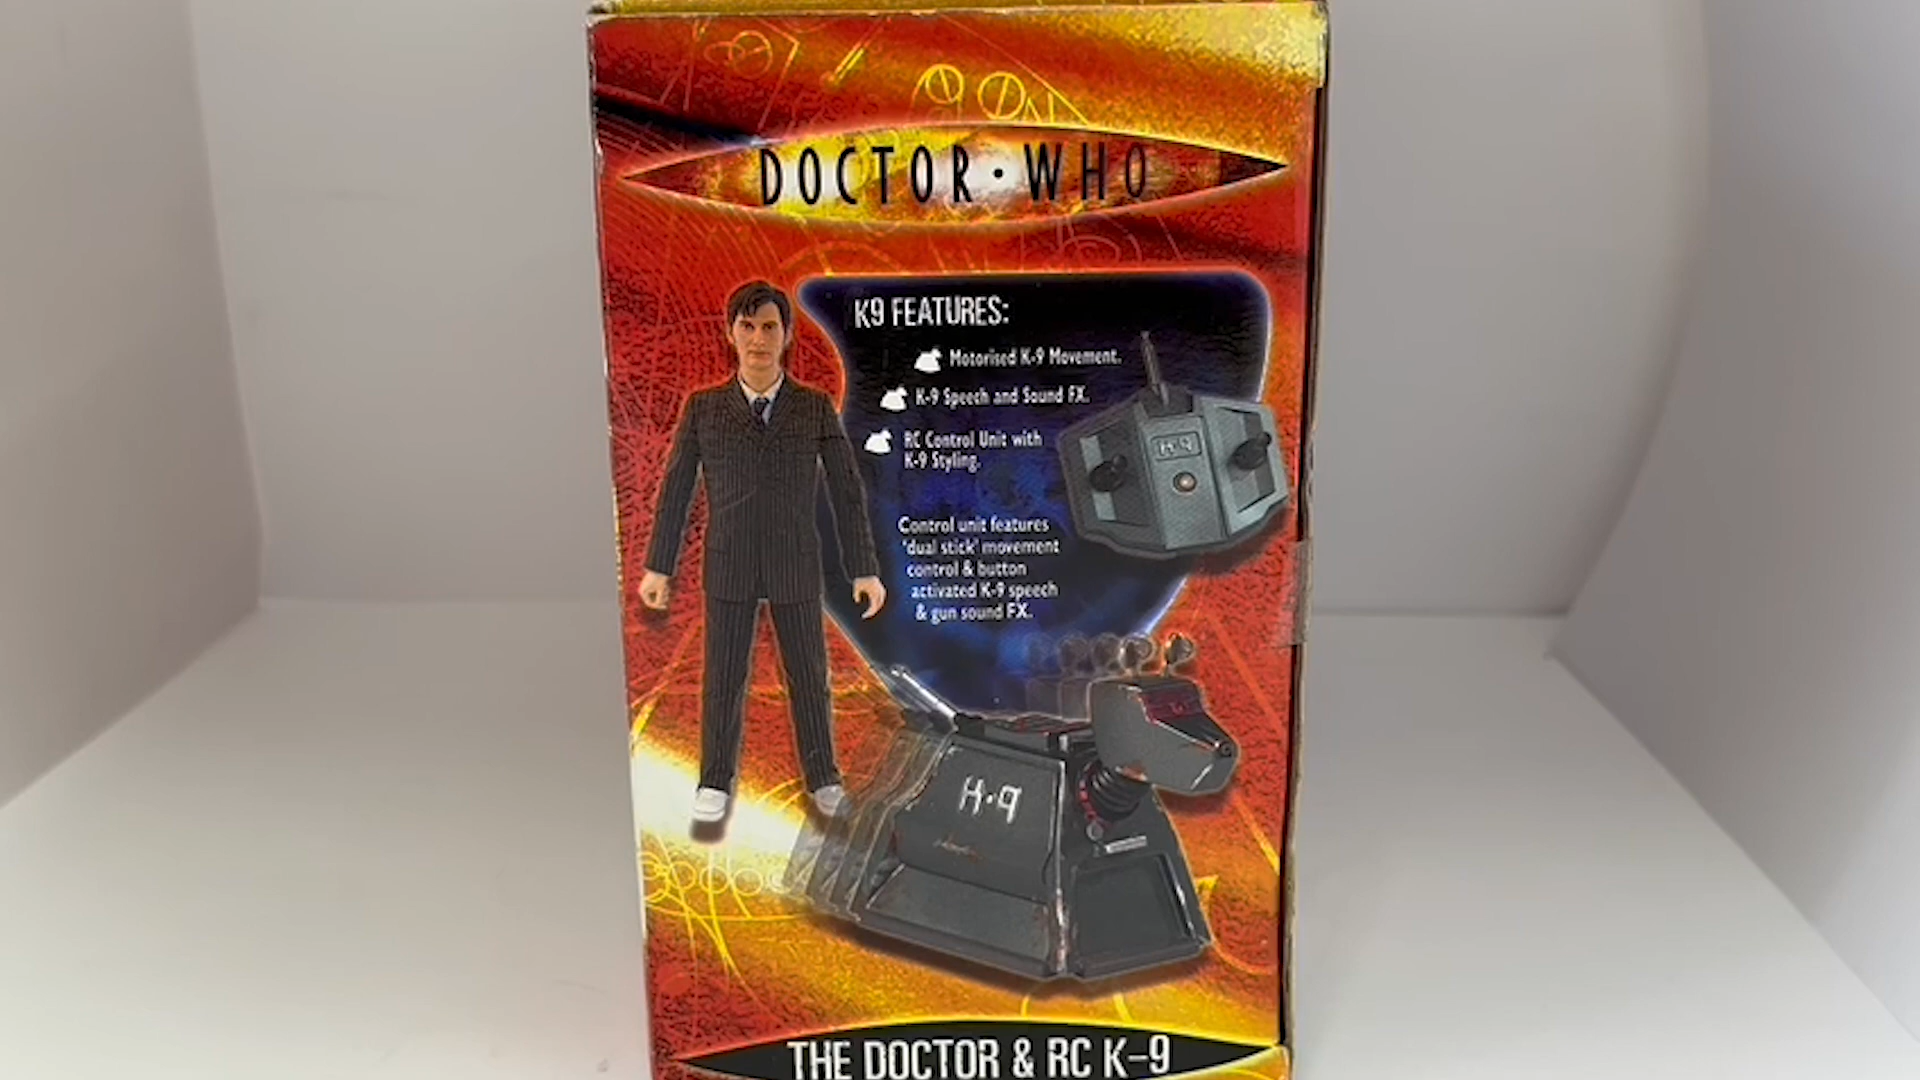 DOCTOR·WHO
K9 FEATURES:
Motorised K-9 Movement.
K-9 Speech and Sound FX.
RC Control Unit with
K-9 Styling.
K·9
Control unit features
'dual stick' movement
control & button
activated K-9 speech
& gun sound FX.
K·9
THE DOCTOR & RC K-9